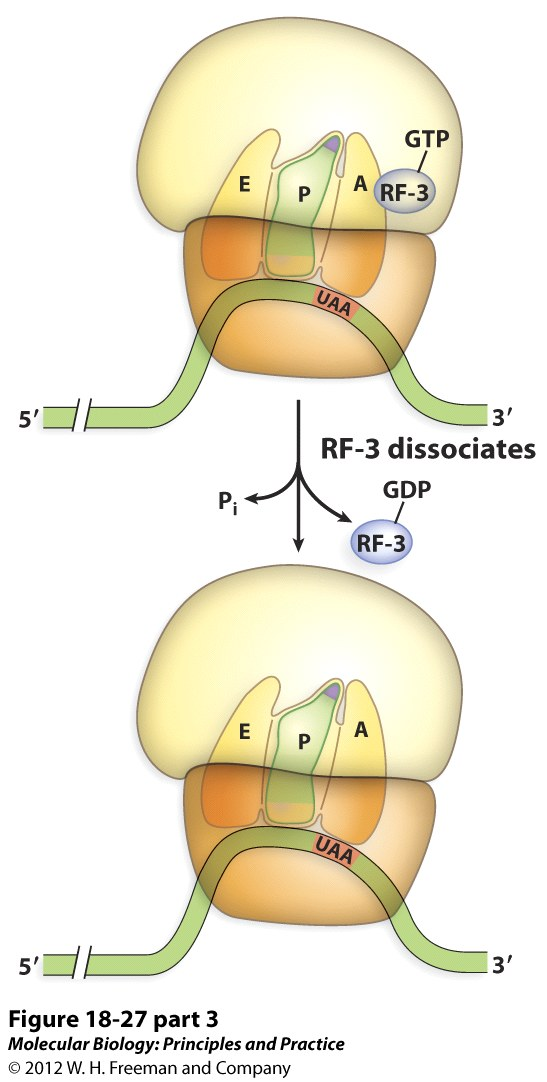 GTP
E
P
A
RF-3
UAA
5′
3′
RF-3 dissociates
Pi
GDP
RF-3
E
P
A
UAA
5′
3′
Figure 18-27 part 3
Molecular Biology: Principles and Practice
© 2012 W. H. Freeman and Company